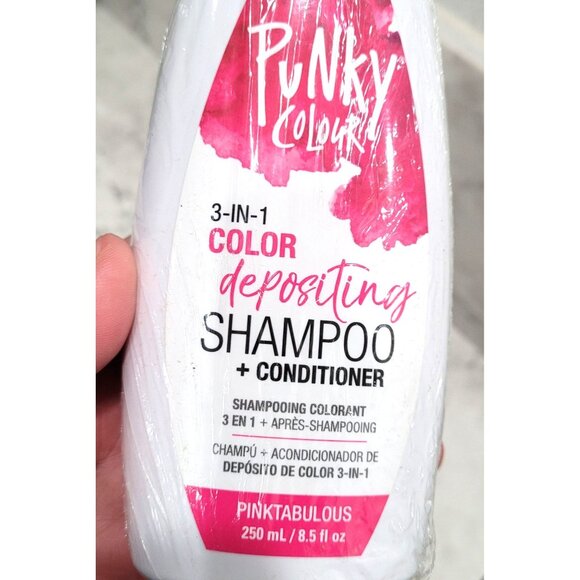 PUNKY
COLOUR
3-IN-1
COLOR
depositing
SHAMPOO
+ CONDITIONER
SHAMPOOING COLORANT
3 EN 1 + APRÈS-SHAMPOOING
CHAMPÚ + ACONDICIONADOR DE
DEPÓSITO DE COLOR 3-IN-1
PINKTABULOUS
250 mL / 8.5 fl oz